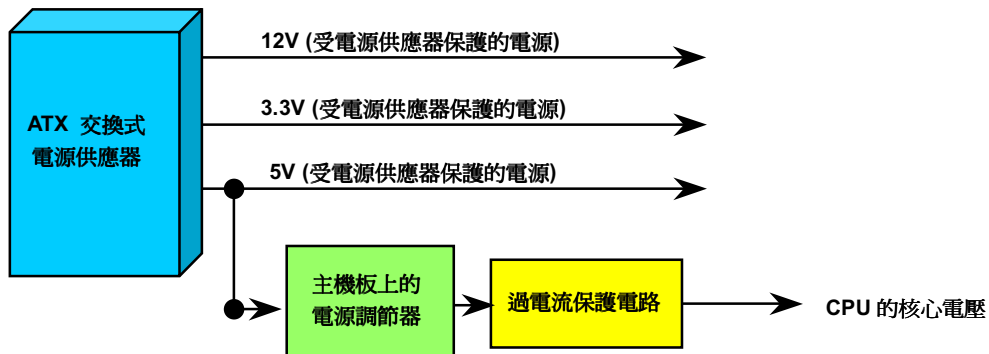 12V (受電源供應器保護的電源)
ATX 交換式
電源供應器
3.3V (受電源供應器保護的電源)
5V (受電源供應器保護的電源)
主機板上的
電源調節器
過電流保護電路
CPU 的核心電壓